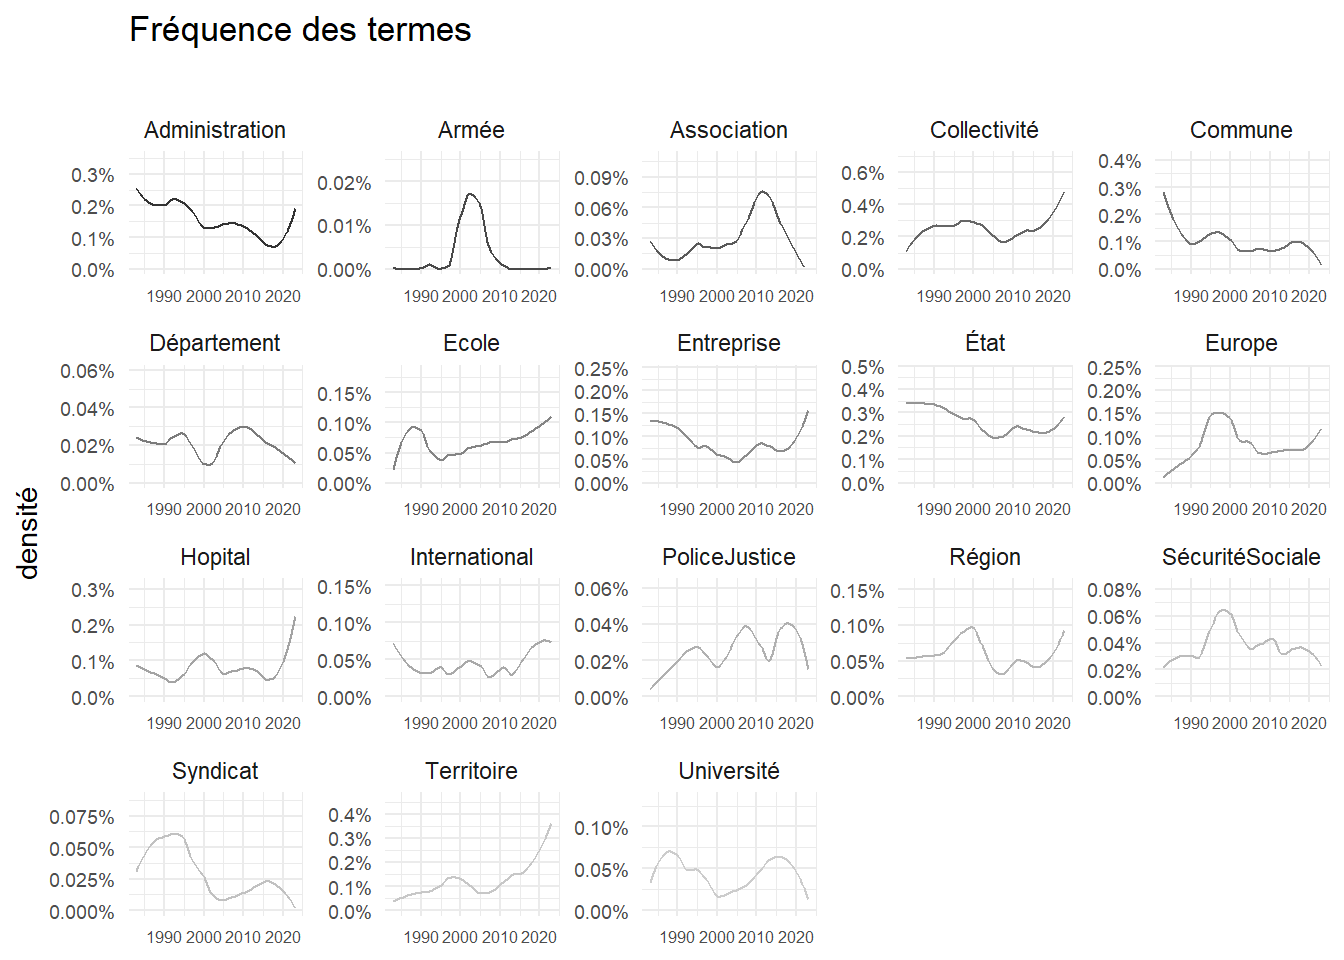 Fréquence des termes
densité
Administration Armée Association Collectivité Commune
0.3% 0.2% 0.1% 0.0%
0.02% 0.01% 0.00%
0.09% 0.06% 0.03% 0.00%
0.6% 0.4% 0.2% 0.0%
0.4% 0.3% 0.2% 0.1% 0.0%
1990 2000 2010 2020 1990 2000 2010 2020 1990 2000 2010 2020 1990 2000 2010 2020 1990 2000 2010 2020
Département Ecole Entreprise État Europe
0.06% 0.04% 0.02% 0.00%
0.15% 0.10% 0.05% 0.00%
0.25% 0.20% 0.15% 0.10% 0.05% 0.00%
0.5% 0.4% 0.3% 0.2% 0.1% 0.0%
0.25% 0.20% 0.15% 0.10% 0.05% 0.00%
1990 2000 2010 2020 1990 2000 2010 2020 1990 2000 2010 2020 1990 2000 2010 2020 1990 2000 2010 2020
Hopital International PoliceJustice Région SécuritéSociale
0.3% 0.2% 0.1% 0.0%
0.15% 0.10% 0.05% 0.00%
0.06% 0.04% 0.02% 0.00%
0.15% 0.10% 0.05% 0.00%
0.08% 0.06% 0.04% 0.02% 0.00%
1990 2000 2010 2020 1990 2000 2010 2020 1990 2000 2010 2020 1990 2000 2010 2020 1990 2000 2010 2020
Syndicat Territoire Université
0.075% 0.050% 0.025% 0.000%
0.4% 0.3% 0.2% 0.1% 0.0%
0.10% 0.05% 0.00%
1990 2000 2010 2020 1990 2000 2010 2020 1990 2000 2010 2020